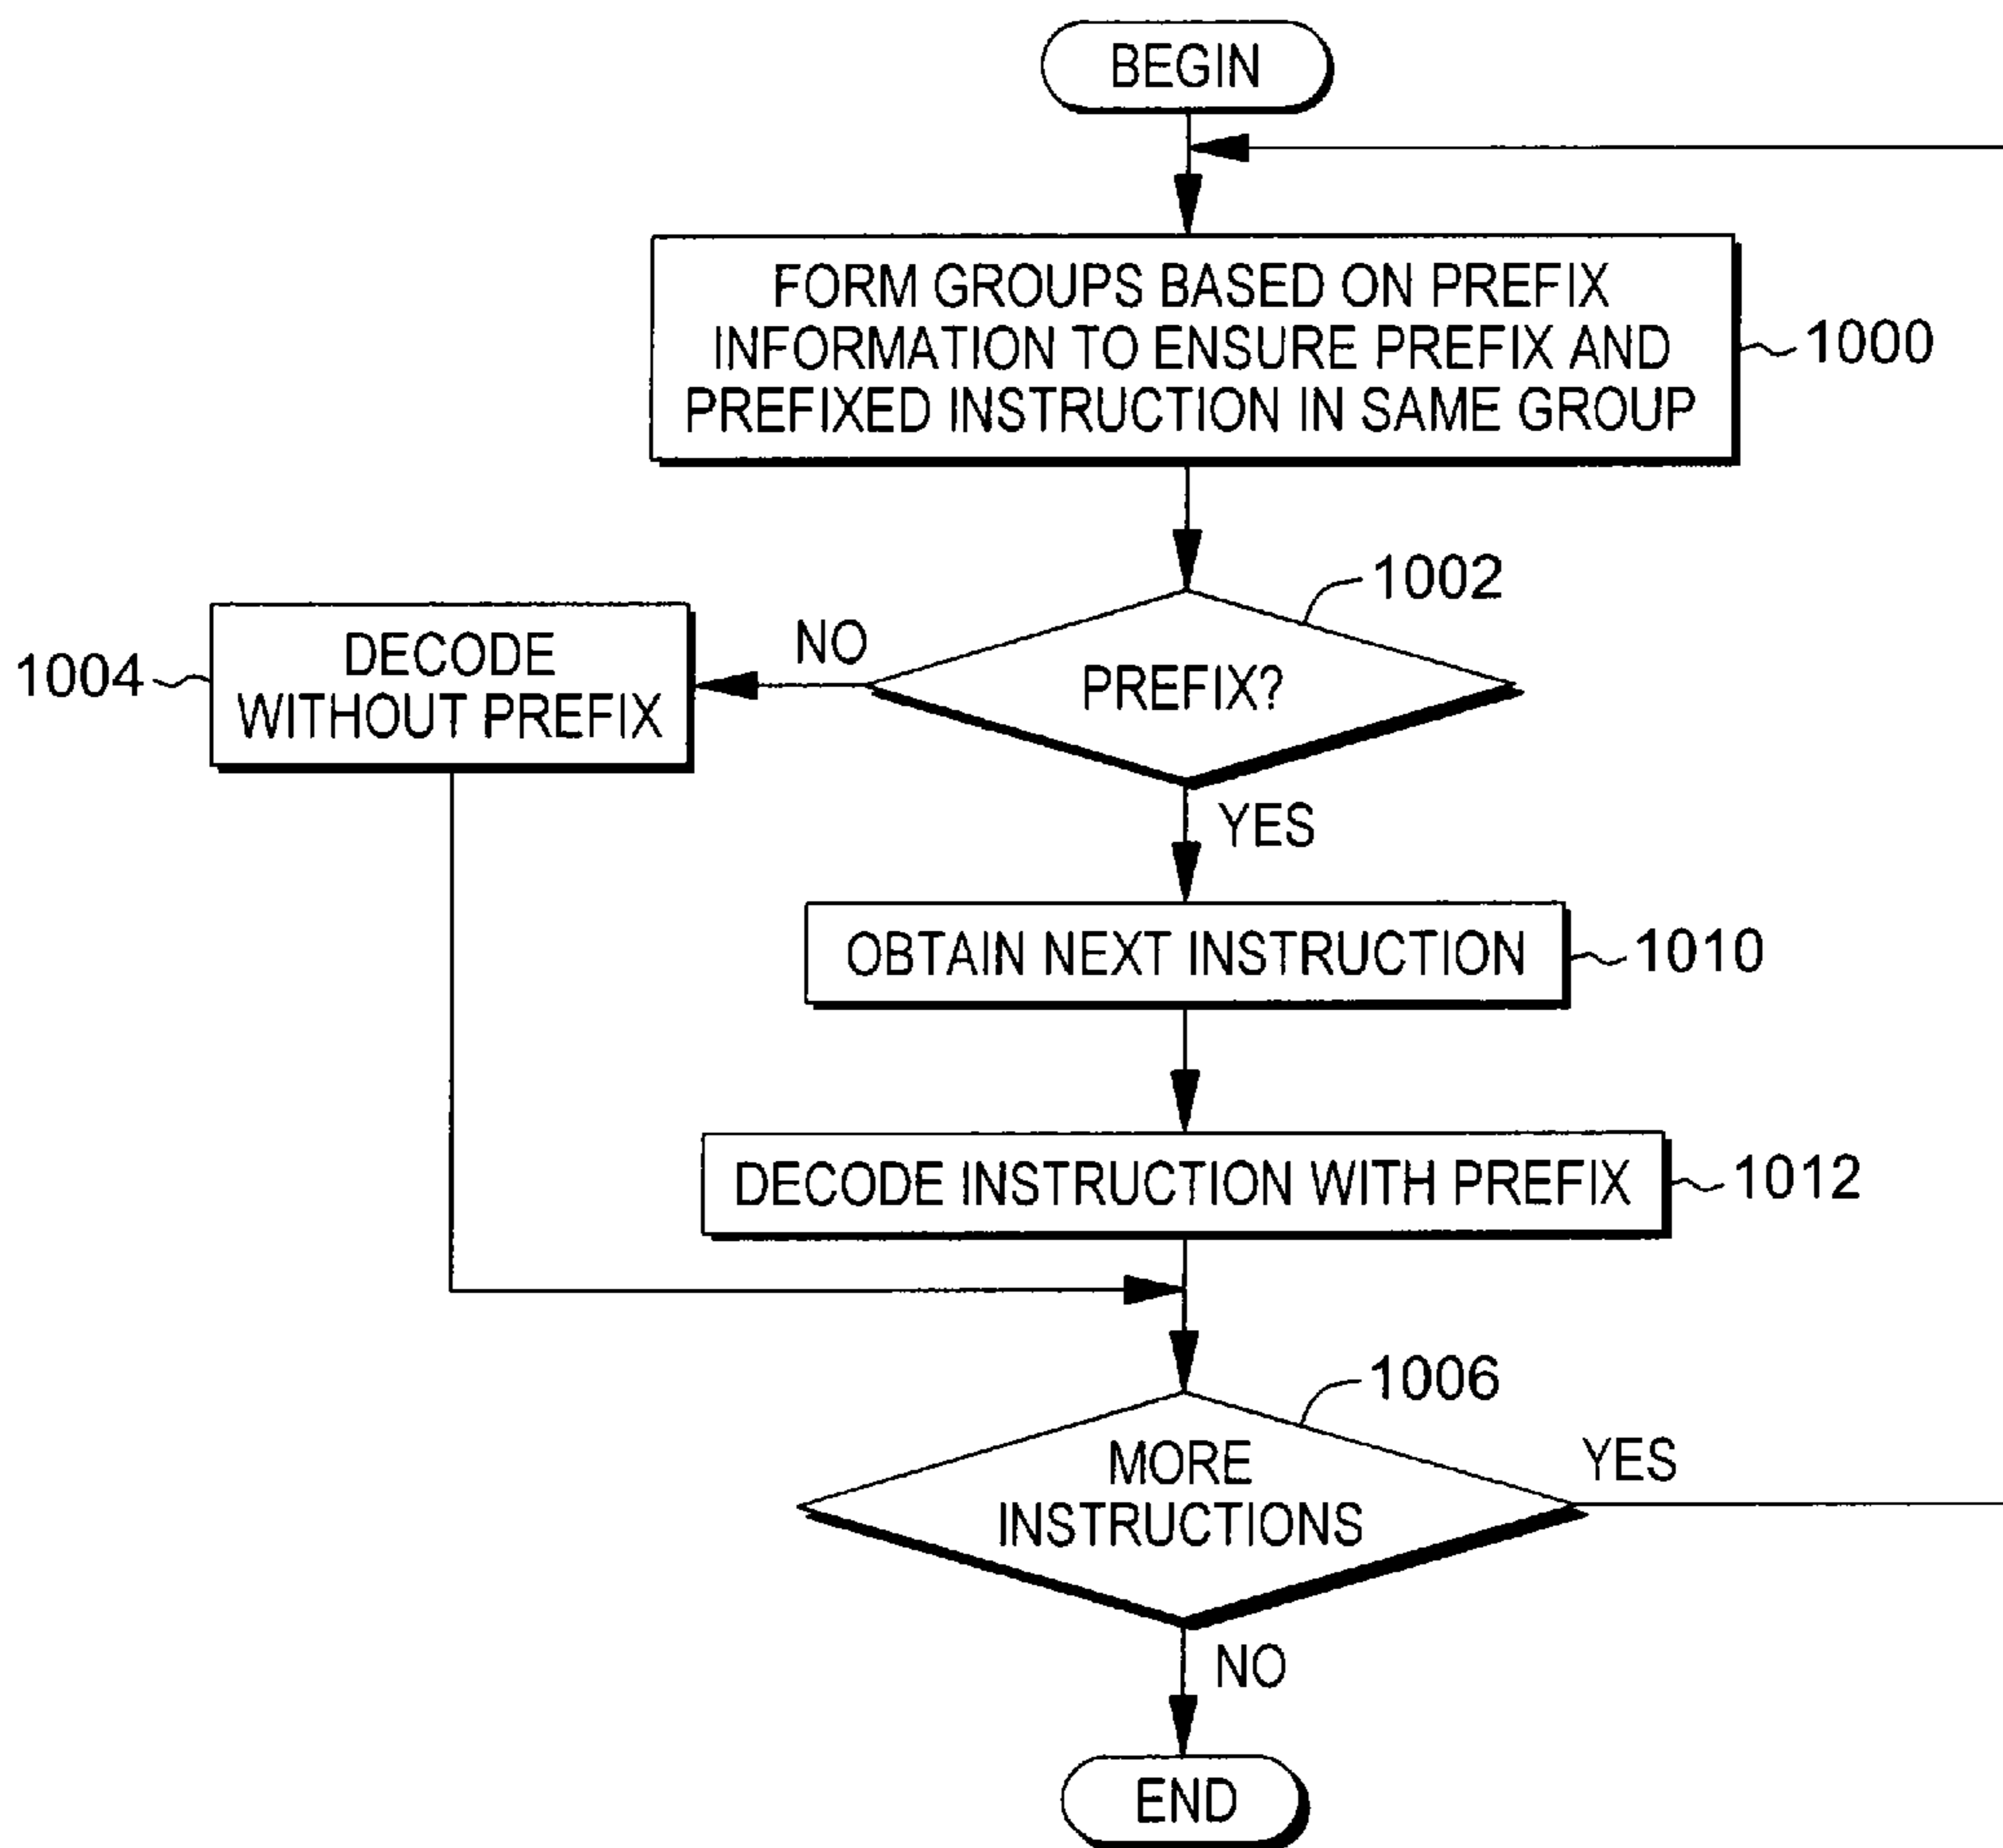 BEGIN
FORM GROUPS BASED ON PREFIX
INFORMATION TO ENSURE PREFIX AND
PREFIXED INSTRUCTION IN SAME GROUP
1000
1002
PREFIX?
NO
DECODE
WITHOUT PREFIX
1004
YES
OBTAIN NEXT INSTRUCTION
1010
DECODE INSTRUCTION WITH PREFIX
1012
1006
MORE
INSTRUCTIONS
YES
NO
END